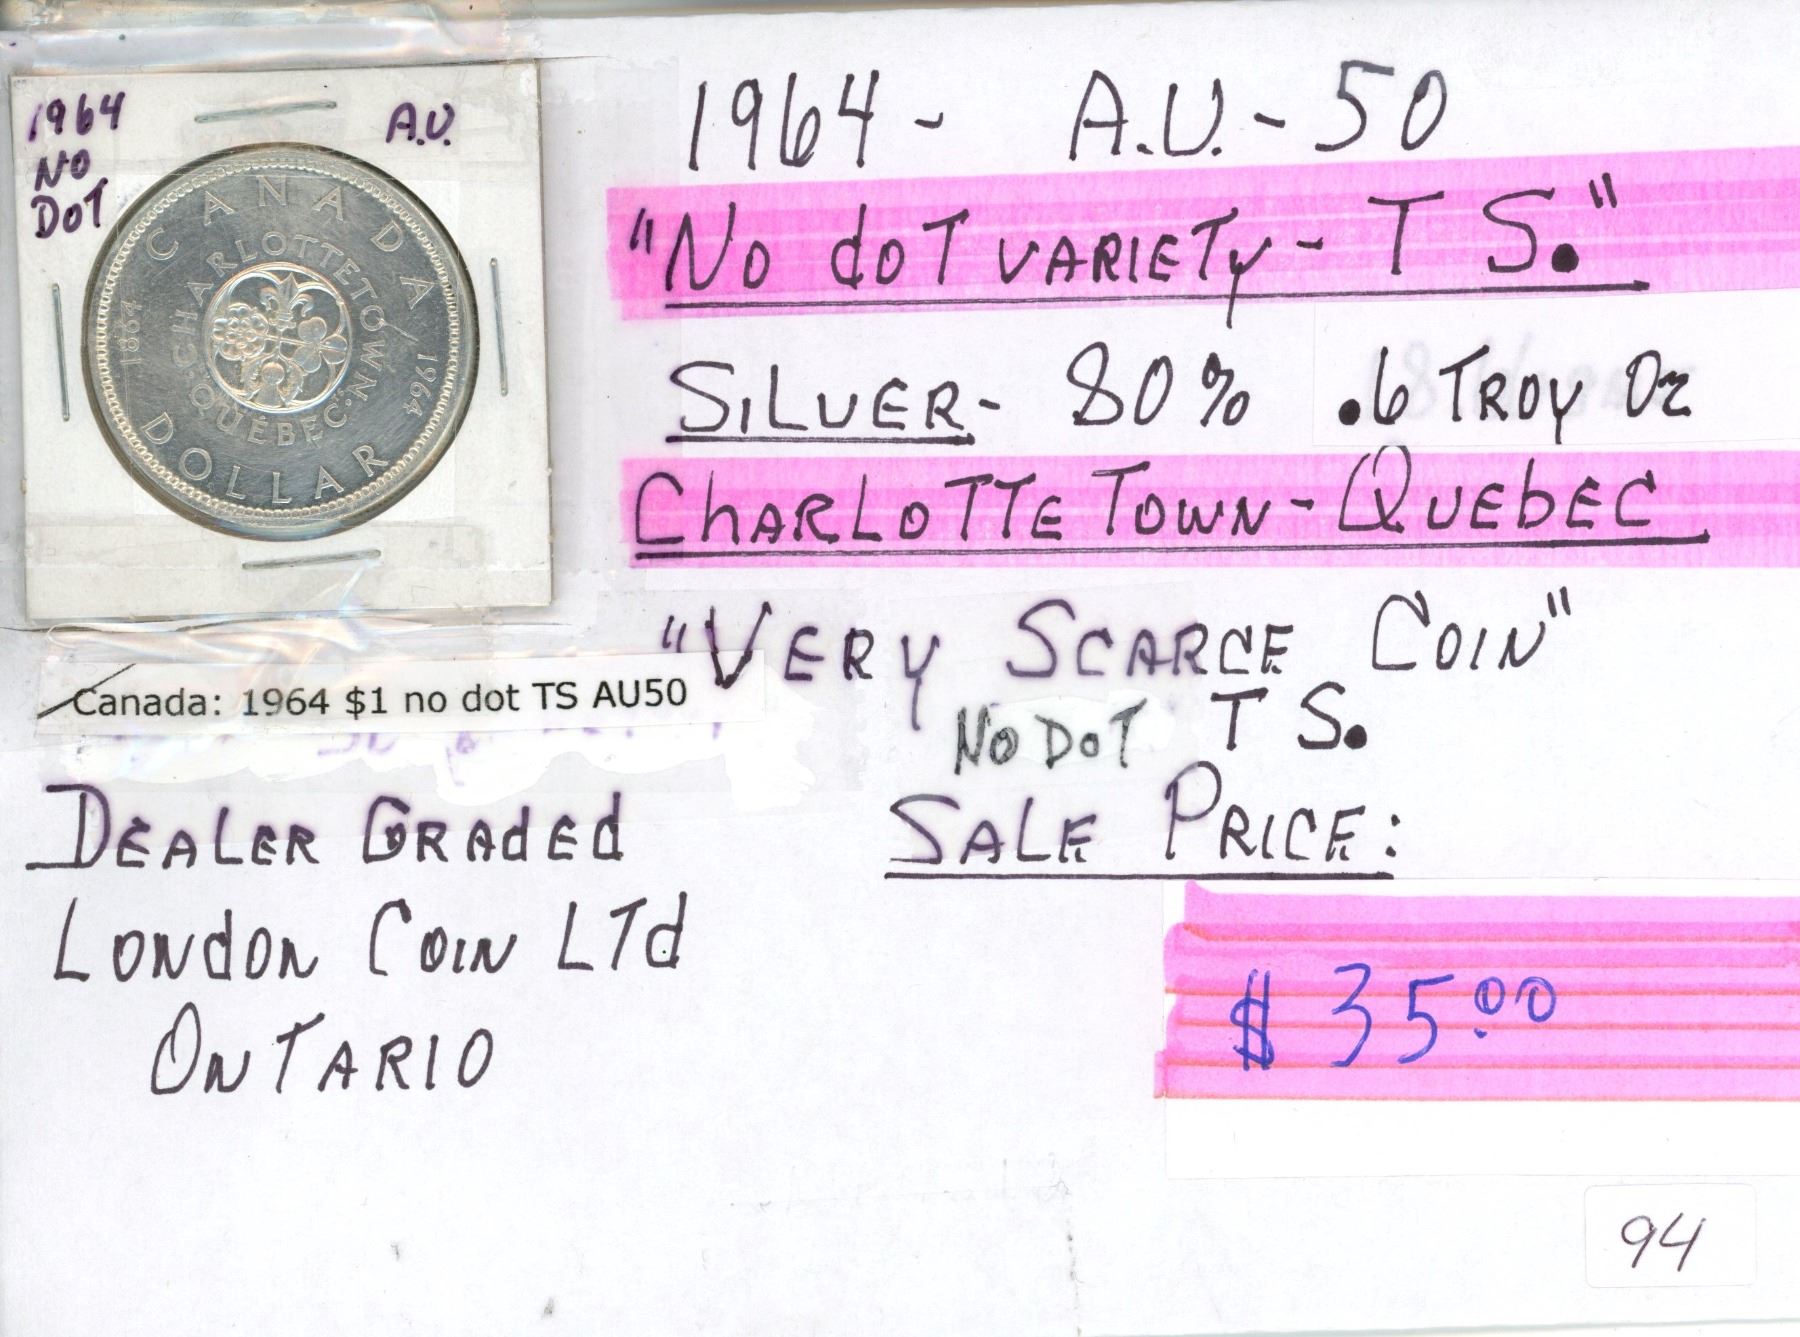 1964 A.U.
NO
DOT
CANADA
CHARLOTTETOWN
1864 1964
QUÉBEC
DOLLAR
Canada: 1964 $1 no dot TS AU50
1964 - A.U. - 50
"No doT VARIETy - T S."
SiLVER - 80% .6 TROy Oz
ChARLoTTETOWN - QUEbEC
"VERy SCARCE COIN"
No DoT T S.
SALE PRICE:
$ 35.00
DEALER GRAdEd
LONdON COIN LTd
ONTARIO
94